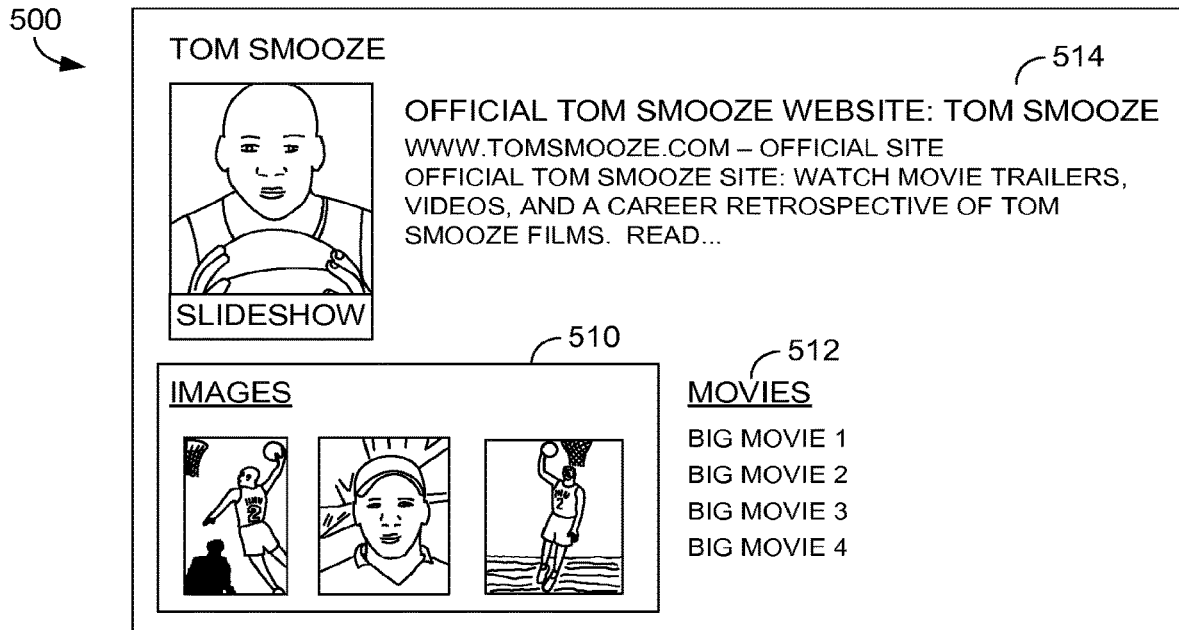 500
TOM SMOOZE
514
OFFICIAL TOM SMOOZE WEBSITE: TOM SMOOZE
WWW.TOMSMOOZE.COM – OFFICIAL SITE
OFFICIAL TOM SMOOZE SITE: WATCH MOVIE TRAILERS,
VIDEOS, AND A CAREER RETROSPECTIVE OF TOM
SMOOZE FILMS. READ...
SLIDESHOW
510
IMAGES
2
2
512
MOVIES
BIG MOVIE 1
BIG MOVIE 2
BIG MOVIE 3
BIG MOVIE 4